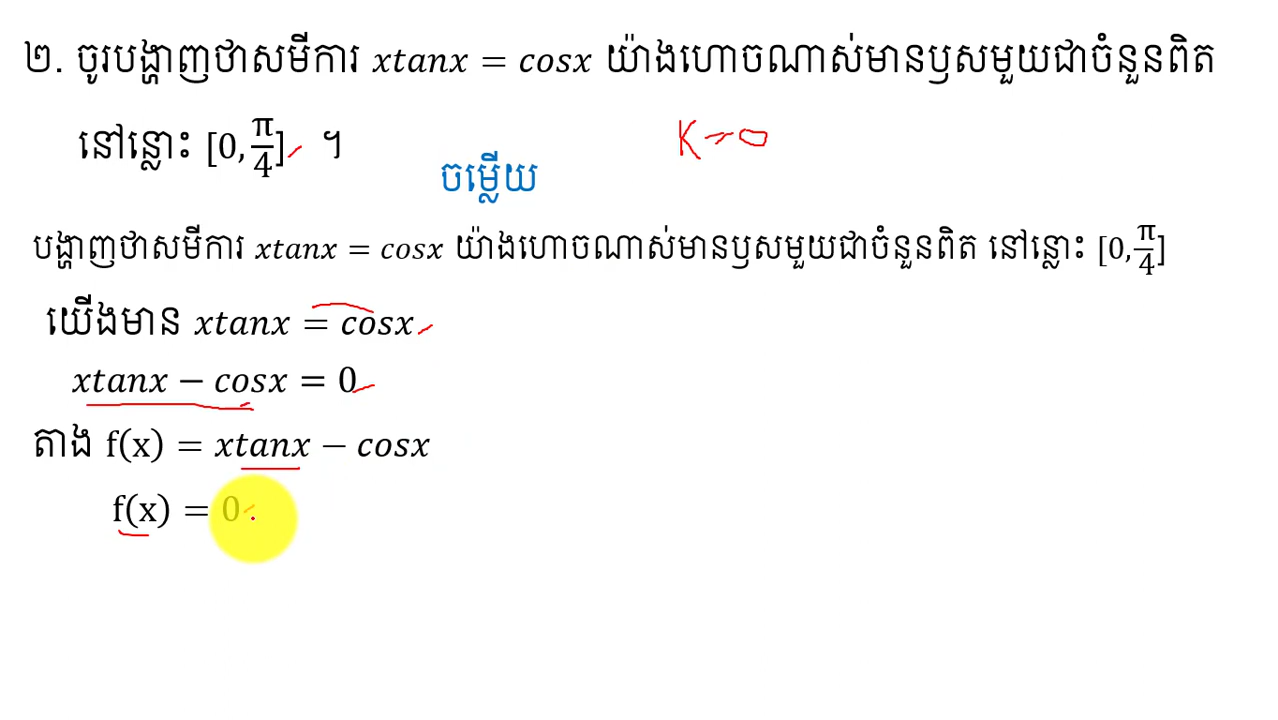 ២. ចូរបង្ហាញថាសមីការ xtanx = cosx យ៉ាងហោចណាស់មានឫសមួយជាចំនួនពិត
នៅន្លោះ [0, π/4] ។
K=0
ចម្លើយ
បង្ហាញថាសមីការ xtanx = cosx យ៉ាងហោចណាស់មានឫសមួយជាចំនួនពិត នៅន្លោះ [0, π/4]
យើងមាន xtanx = cosx
xtanx − cosx = 0
តាង f(x) = xtanx − cosx
f(x) = 0